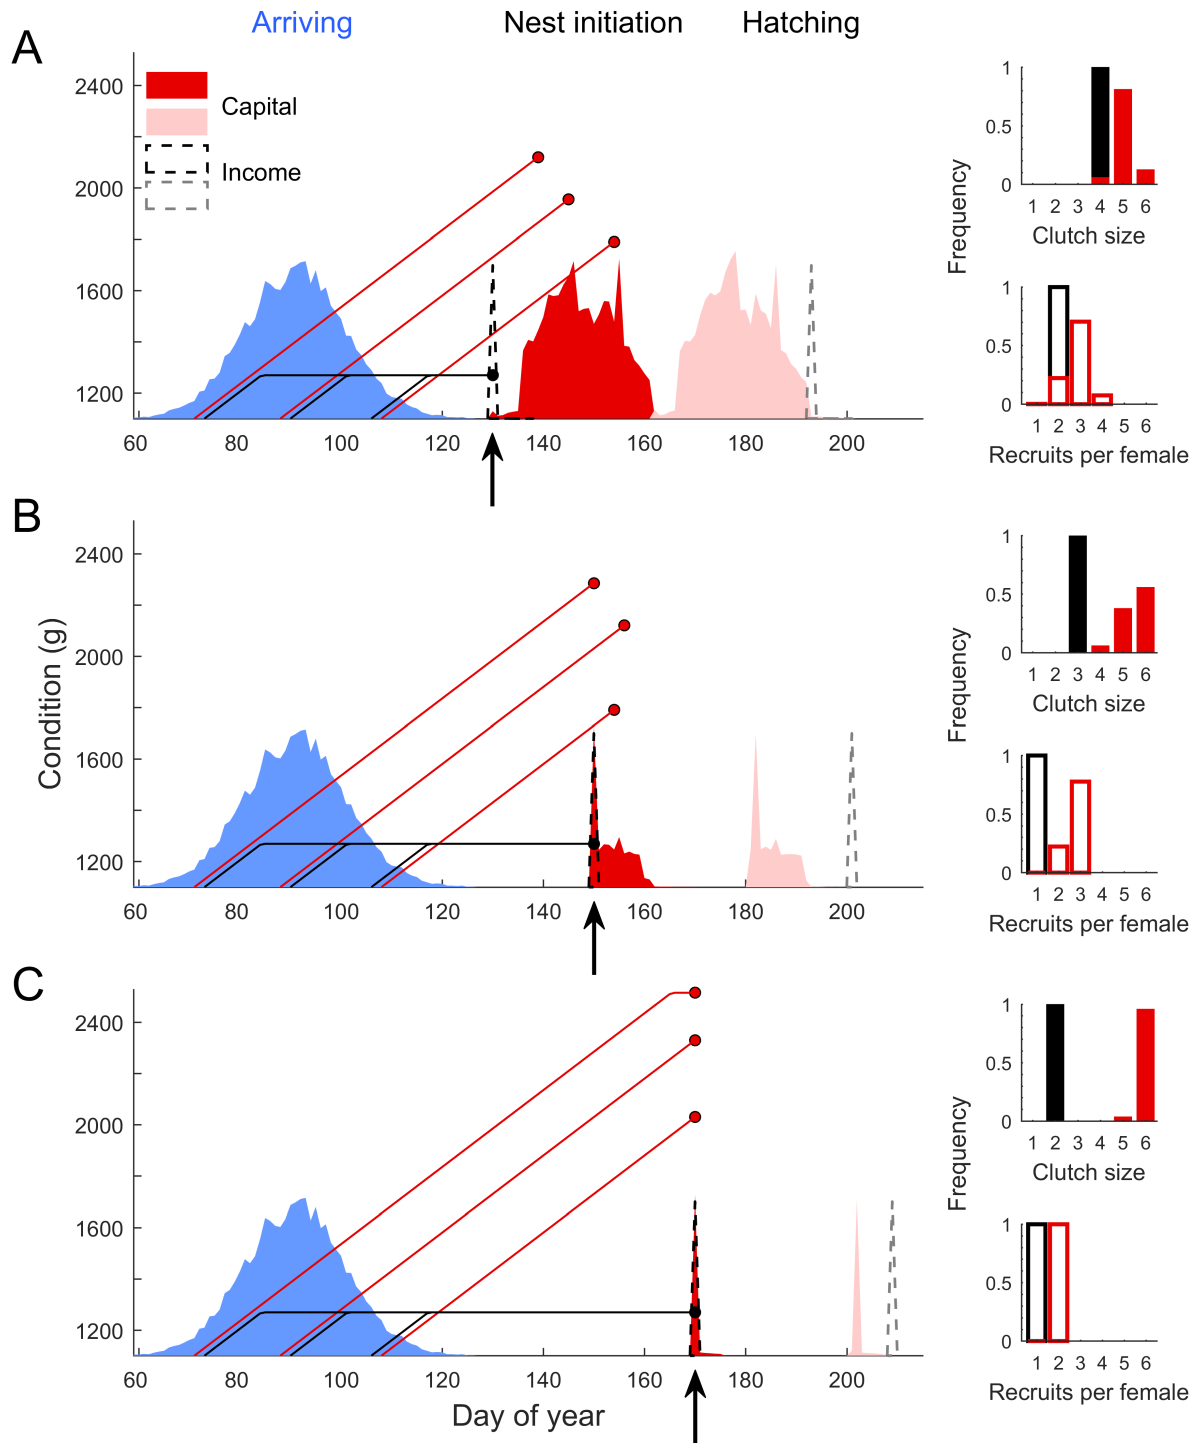 Arriving Nest initiation Hatching
A
2400
2000
1600
1200
Capital
Income
60 80 100 120 140 160 180 200
Frequency
1
0.5
0
1 2 3 4 5 6
Clutch size
1
0.5
0
1 2 3 4 5 6
Recruits per female
B
Condition (g)
2400
2000
1600
1200
60 80 100 120 140 160 180 200
Frequency
1
0.5
0
1 2 3 4 5 6
Clutch size
1
0.5
0
1 2 3 4 5 6
Recruits per female
C
2400
2000
1600
1200
60 80 100 120 140 160 180 200
Day of year
Frequency
1
0.5
0
1 2 3 4 5 6
Clutch size
1
0.5
0
1 2 3 4 5 6
Recruits per female